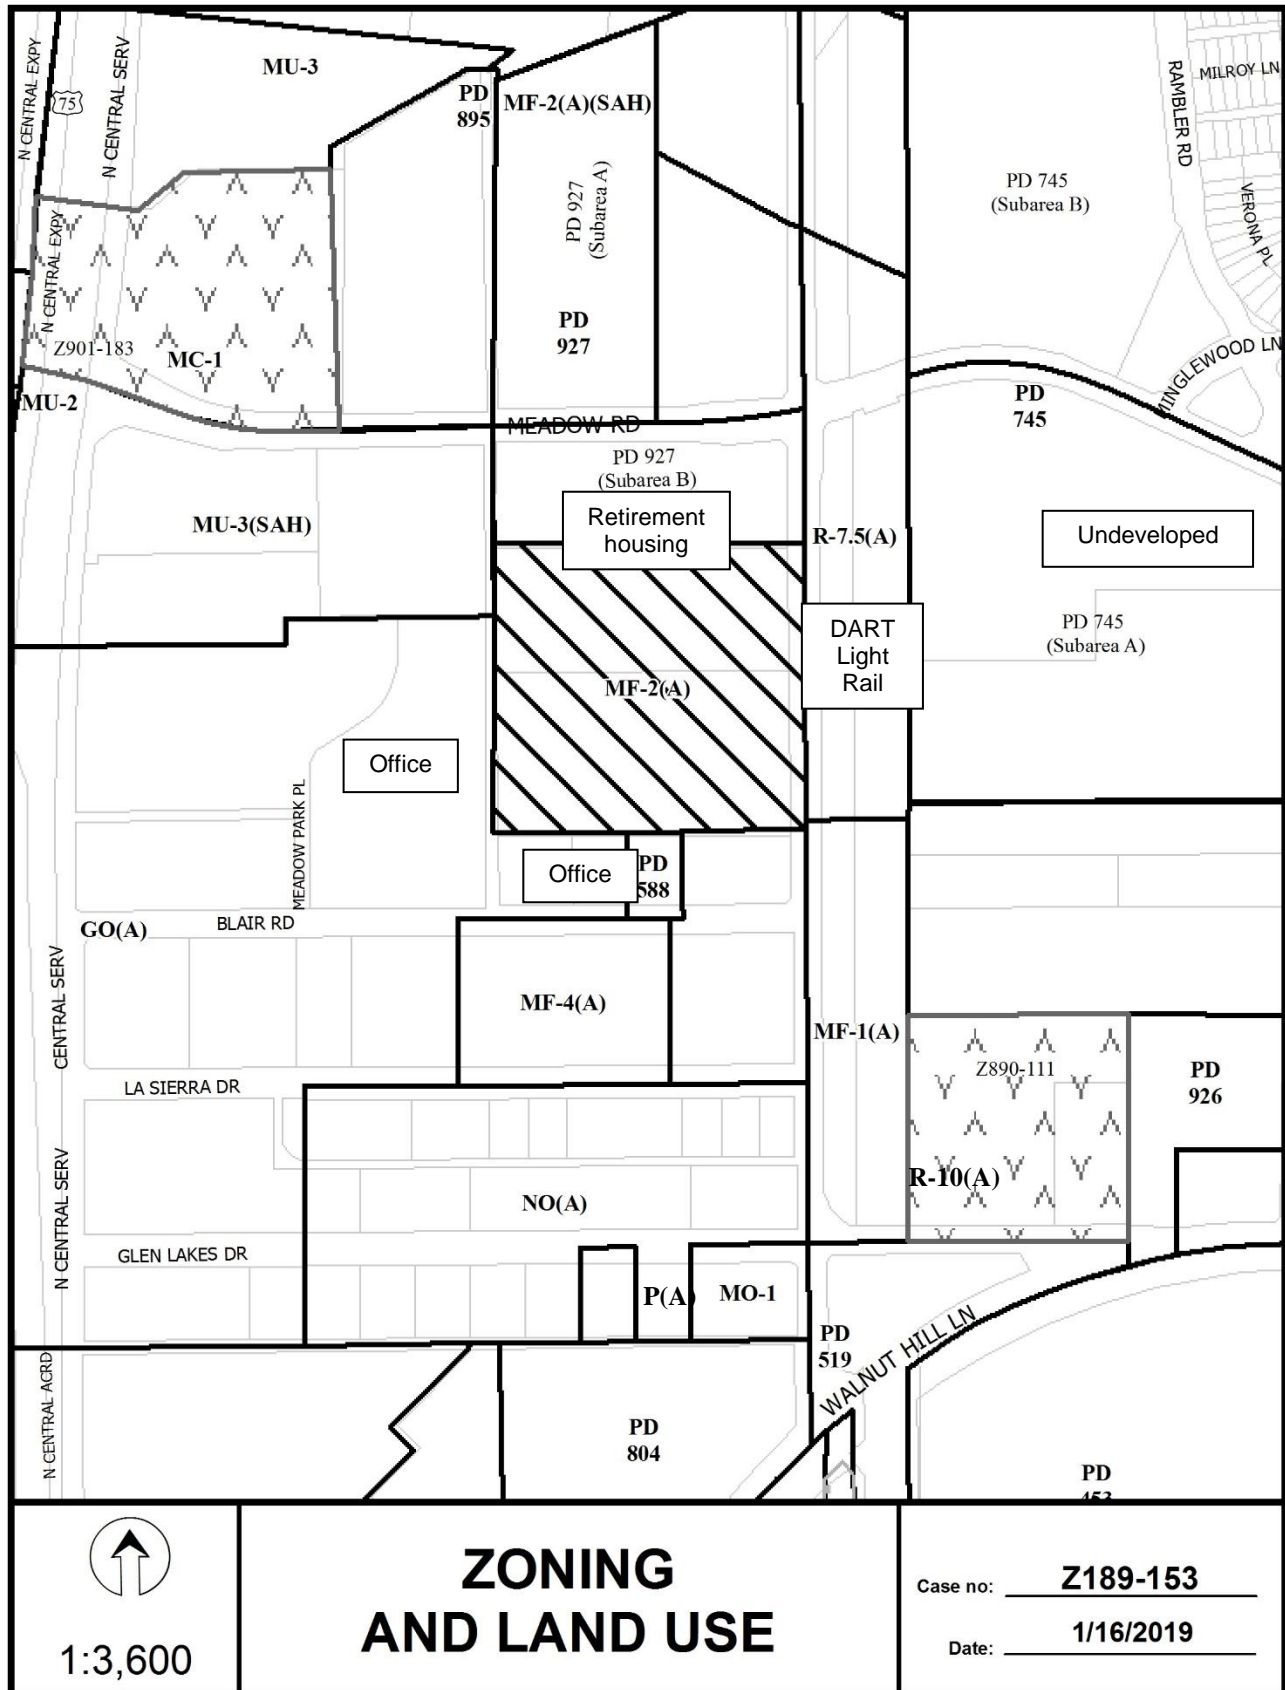 N CENTRAL EXPY
75
N CENTRAL SERV
MU-3
PD
895
MF-2(A)(SAH)
RAMBLER RD
MILROY LN
VERONA PL
PD 927
(Subarea A)
PD 745
(Subarea B)
N CENTRAL EXPY
Z901-183
MC-1
PD
927
MINGLEWOOD LN
MU-2
PD
745
MEADOW RD
PD 927
(Subarea B)
MU-3(SAH)
Retirement
housing
R-7.5(A)
Undeveloped
DART
Light
Rail
PD 745
(Subarea A)
MF-2(A)
Office
MEADOW PARK PL
Office
PD
588
GO(A)
BLAIR RD
CENTRAL SERV
MF-4(A)
MF-1(A)
Z890-111
PD
926
LA SIERRA DR
N CENTRAL SERV
NO(A)
R-10(A)
GLEN LAKES DR
P(A)
MO-1
PD
519
WALNUT HILL LN
N CENTRAL ACRD
PD
804
PD
453
1:3,600
ZONING
AND LAND USE
Case no: Z189-153
Date: 1/16/2019